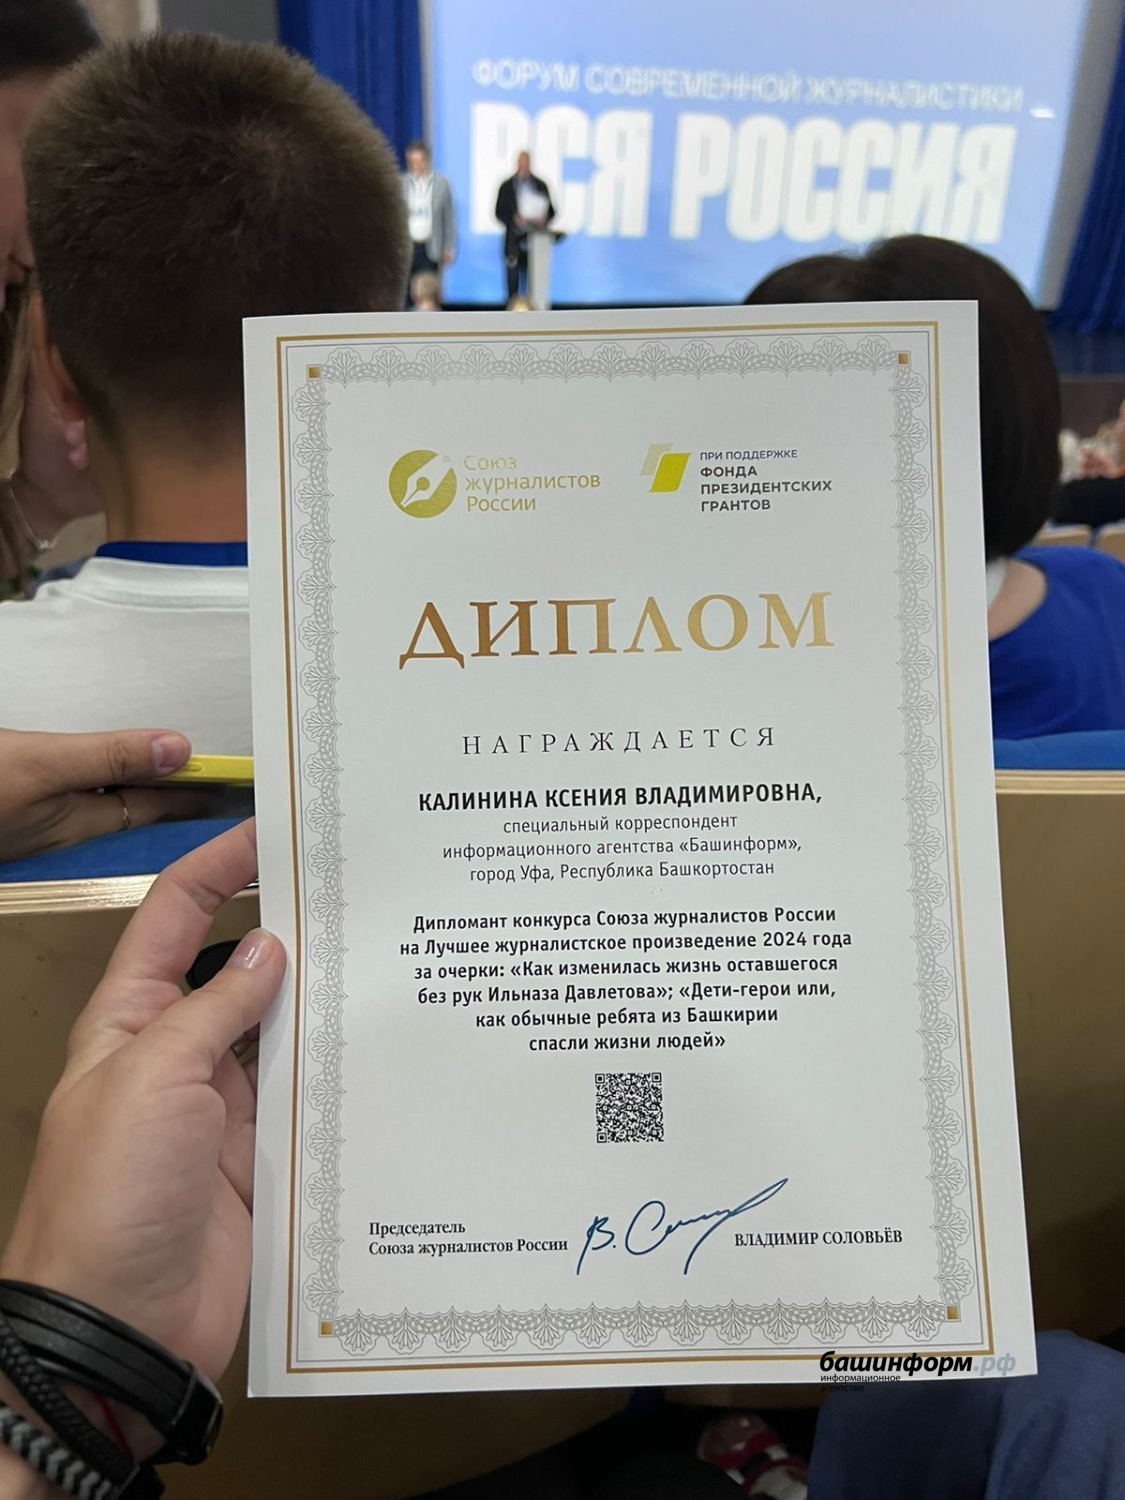 ФОРУМ СОВРЕМЕННОЙ ЖУРНАЛИСТИКИ
ВСЯ РОССИЯ
Союз
журналистов
России
ПРИ ПОДДЕРЖКЕ
ФОНДА
ПРЕЗИДЕНТСКИХ
ГРАНТОВ
ДИПЛОМ
НАГРАЖДАЕТСЯ
КАЛИНИНА КСЕНИЯ ВЛАДИМИРОВНА,
специальный корреспондент
информационного агентства «Башинформ»,
город Уфа, Республика Башкортостан
Дипломант конкурса Союза журналистов России
на Лучшее журналистское произведение 2024 года
за очерки: «Как изменилась жизнь оставшегося
без рук Ильназа Давлетова»; «Дети-герои или,
как обычные ребята из Башкирии
спасли жизни людей»
Председатель
Союза журналистов России
ВЛАДИМИР СОЛОВЬЁВ
башинформ.рф
информационное
агентство